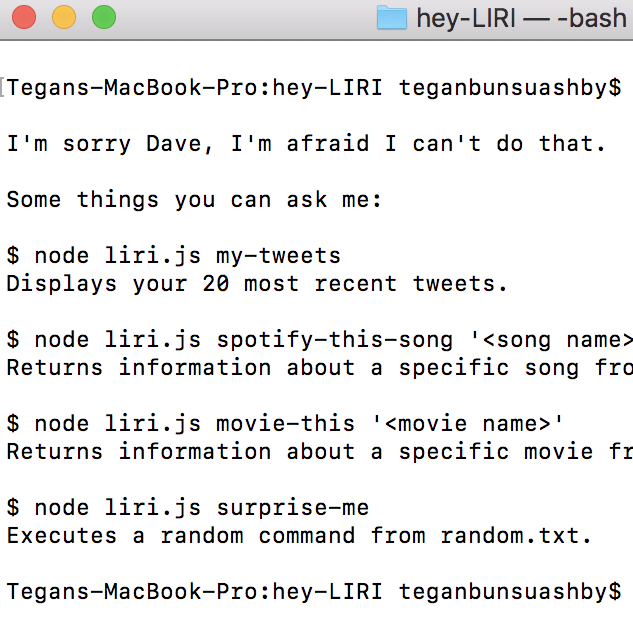 hey-LIRI — -bash
Tegans-MacBook-Pro:hey-LIRI teganbunsuashby$
I'm sorry Dave, I'm afraid I can't do that.
Some things you can ask me:
$ node liri.js my-tweets
Displays your 20 most recent tweets.
$ node liri.js spotify-this-song '<song name>
Returns information about a specific song fro
$ node liri.js movie-this '<movie name>'
Returns information about a specific movie fr
$ node liri.js surprise-me
Executes a random command from random.txt.
Tegans-MacBook-Pro:hey-LIRI teganbunsuashby$